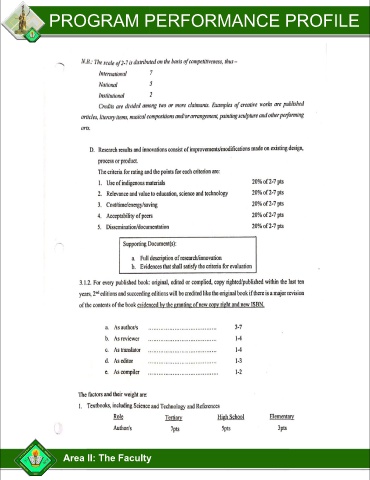 PROGRAM PERFORMANCE PROFILE
N.B.: The scale of 2-7 is distributed on the basis of competitiveness, thus –
International 7
National 5
Institutional 2
Credits are divided among two or more claimants. Examples of creative works are published
articles, literary items, musical compositions and/or arrangement, painting sculpture and other performing
arts.
D. Research results and innovations consist of improvements/modifications made on existing design,
process or product.
The criteria for rating and the points for each criterion are:
1. Use of indigenous materials 20% of 2-7 pts
2. Relevance and value to education, science and technology 20% of 2-7 pts
3. Cost/time/energy/saving 20% of 2-7 pts
4. Acceptability of peers 20% of 2-7 pts
5. Dissemination/documentation 20% of 2-7 pts
Supporting Document(s):
a. Full description of research/innovation
b. Evidences that shall satisfy the criteria for evaluation
3.1.2. For every published book: original, edited or complied, copy righted/published within the last ten
years, 2nd editions and succeeding editions will be credited like the original book if there is a major revision
of the contents of the book evidenced by the granting of new copy right and new ISBN.
a. As author/s ........................................ 3-7
b. As reviewer ........................................ 1-4
c. As translator ........................................ 1-4
d. As editor ........................................ 1-3
e. As compiler ........................................ 1-2
The factors and their weight are
1. Textbooks, including Science and Technology and References
Role Tertiary High School Elementary
Author/s 7pts 5pts 3pts
Area II: The Faculty